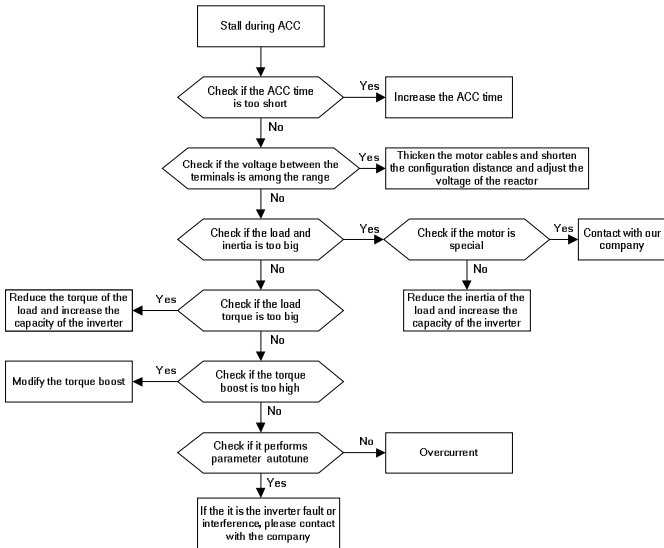 Stall during ACC
Check if the ACC time
is too short
Yes
Increase the ACC time
No
Check if the voltage between the
terminals is among the range
Yes
Thicken the motor cables and shorten
the configuration distance and adjust the
voltage of the reactor
No
Check if the load and
inertia is too big
Yes
Check if the motor is
special
Yes
Contact with our
company
No
No
Reduce the torque of the
load and increase the
capacity of the inverter
Yes
Check if the load
torque is too big
Reduce the inertia of the
load and increase the
capacity of the inverter
No
Modify the torque boost
Yes
Check if the torque
boost is too high
No
Check if it performs
parameter autotune
No
Overcurrent
Yes
If the it is the inverter fault or
interference, please contact
with the company